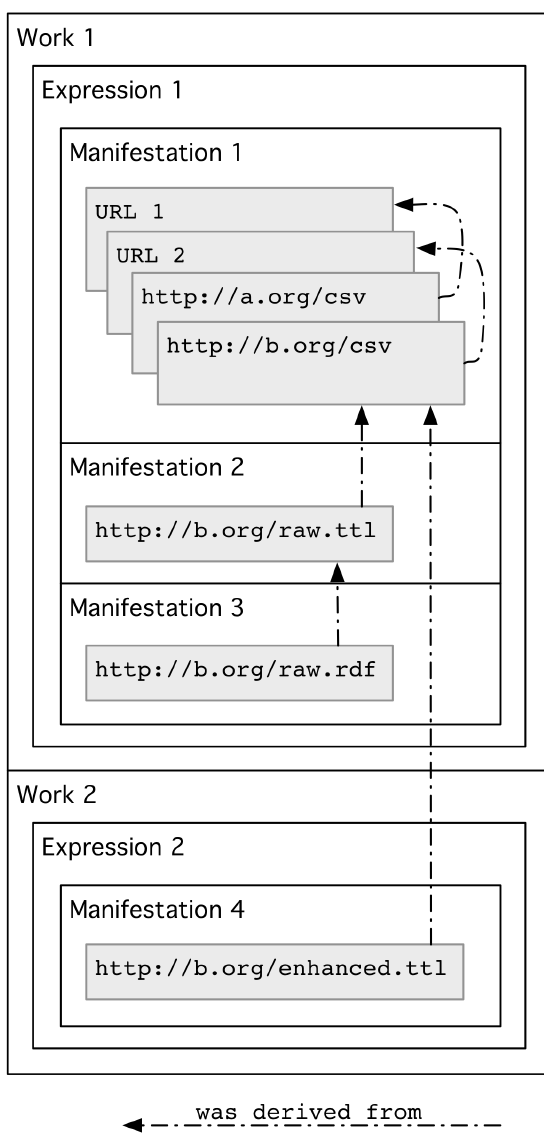 Work 1
Expression 1
Manifestation 1
URL 1
URL 2
http://a.org/csv
http://b.org/csv
Manifestation 2
http://b.org/raw.ttl
Manifestation 3
http://b.org/raw.rdf
Work 2
Expression 2
Manifestation 4
http://b.org/enhanced.ttl
was derived from